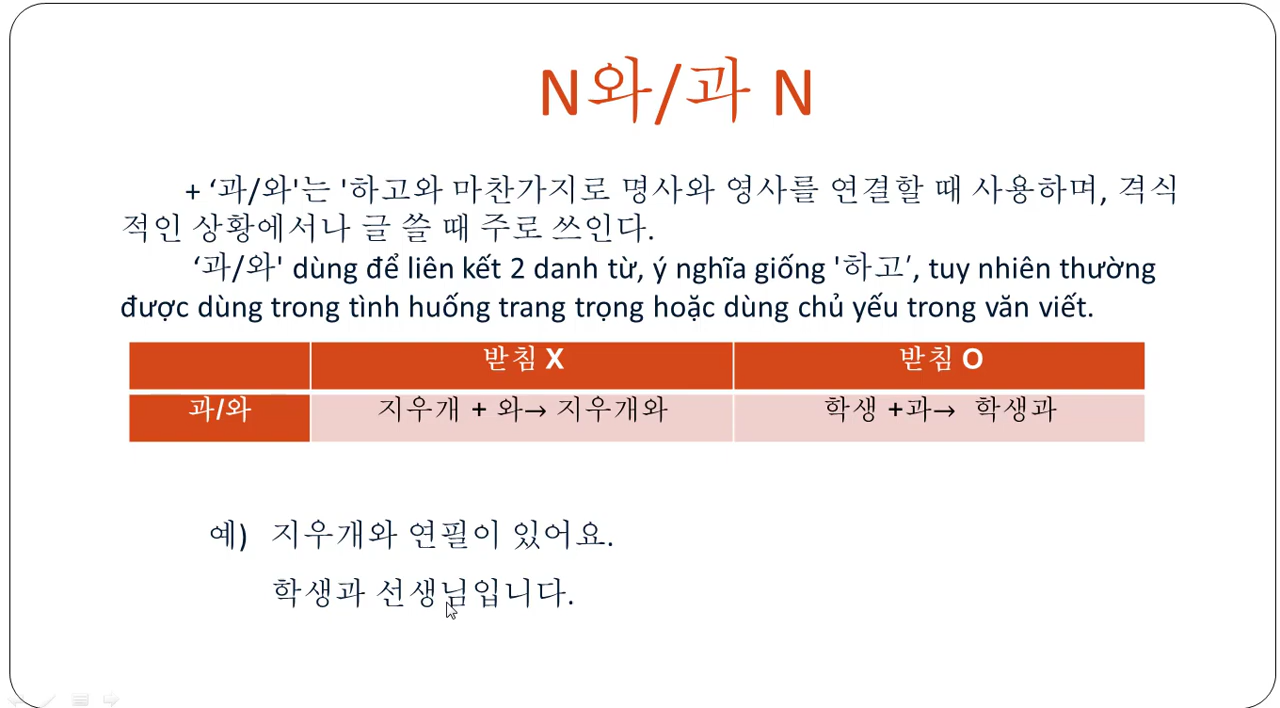 N와/과 N
+ ‘과/와'는 '하고와 마찬가지로 명사와 영사를 연결할 때 사용하며, 격식
적인 상황에서나 글 쓸 때 주로 쓰인다.
‘과/와' dùng để liên kết 2 danh từ, ý nghĩa giống '하고’, tuy nhiên thường
được dùng trong tình huống trang trọng hoặc dùng chủ yếu trong văn viết.
받침 X 받침 O
과/와 지우개 + 와→ 지우개와 학생 +과→ 학생과
예) 지우개와 연필이 있어요.
학생과 선생님입니다.